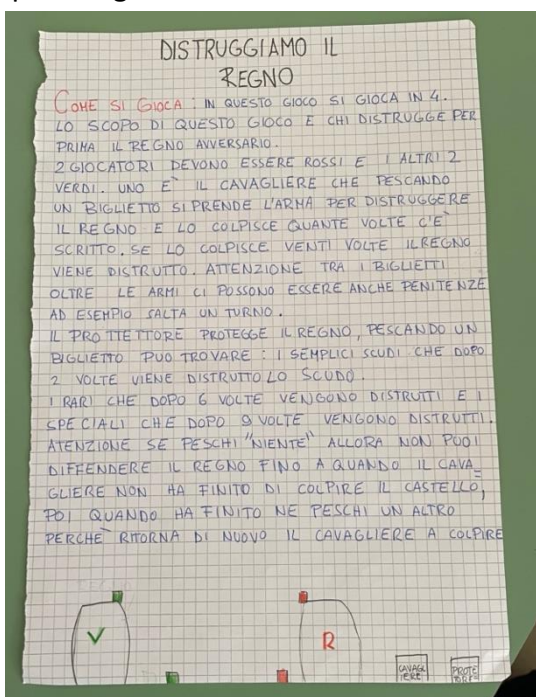 DISTRUGGIAMO IL
REGNO
COME SI GIOCA : IN QUESTO GIOCO SI GIOCA IN 4.
LO SCOPO DI QUESTO GIOCO E CHI DISTRUGGE PER
PRIMA IL REGNO AVVERSARIO.
2 GIOCATORI DEVONO ESSERE ROSSI E I ALTRI 2
VERDI. UNO E` IL CAVAGLIERE CHE PESCANDO
UN BIGLIETTO SI PRENDE L'ARMA PER DISTRUGGERE
IL REGNO E LO COLPISCE QUANTE VOLTE C'E`
SCRITTO. SE LO COLPISCE VENTI VOLTE IL REGNO
VIENE DISTRUTTO. ATTENZIONE TRA I BIGLIETTI
OLTRE LE ARMI CI POSSONO ESSERE ANCHE PENITENZE
AD ESEMPIO SALTA UN TURNO.
IL PROTTETTORE PROTEGGE IL REGNO, PESCANDO UN
BIGLIETTO PUO TROVARE : I SEMPLICI SCUDI CHE DOPO
2 VOLTE VIENE DISTRUTTO LO SCUDO.
I RARI CHE DOPO 6 VOLTE VENGONO DISTRUTTI E I
SPECIALI CHE DOPO 9 VOLTE VENGONO DISTRUTTI.
ATENZIONE SE PESCHI "NIENTE" ALLORA NON PUOI
DIFFENDERE IL REGNO FINO A QUANDO IL CAVA=
GLIERE NON HA FINITO DI COLPIRE IL CASTELLO,
POI QUANDO HA FINITO NE PESCHI UN ALTRO
PERCHE` RITORNA DI NUOVO IL CAVAGLIERE A COLPIRE
V
R
CAVAGL
IERE
PROTE